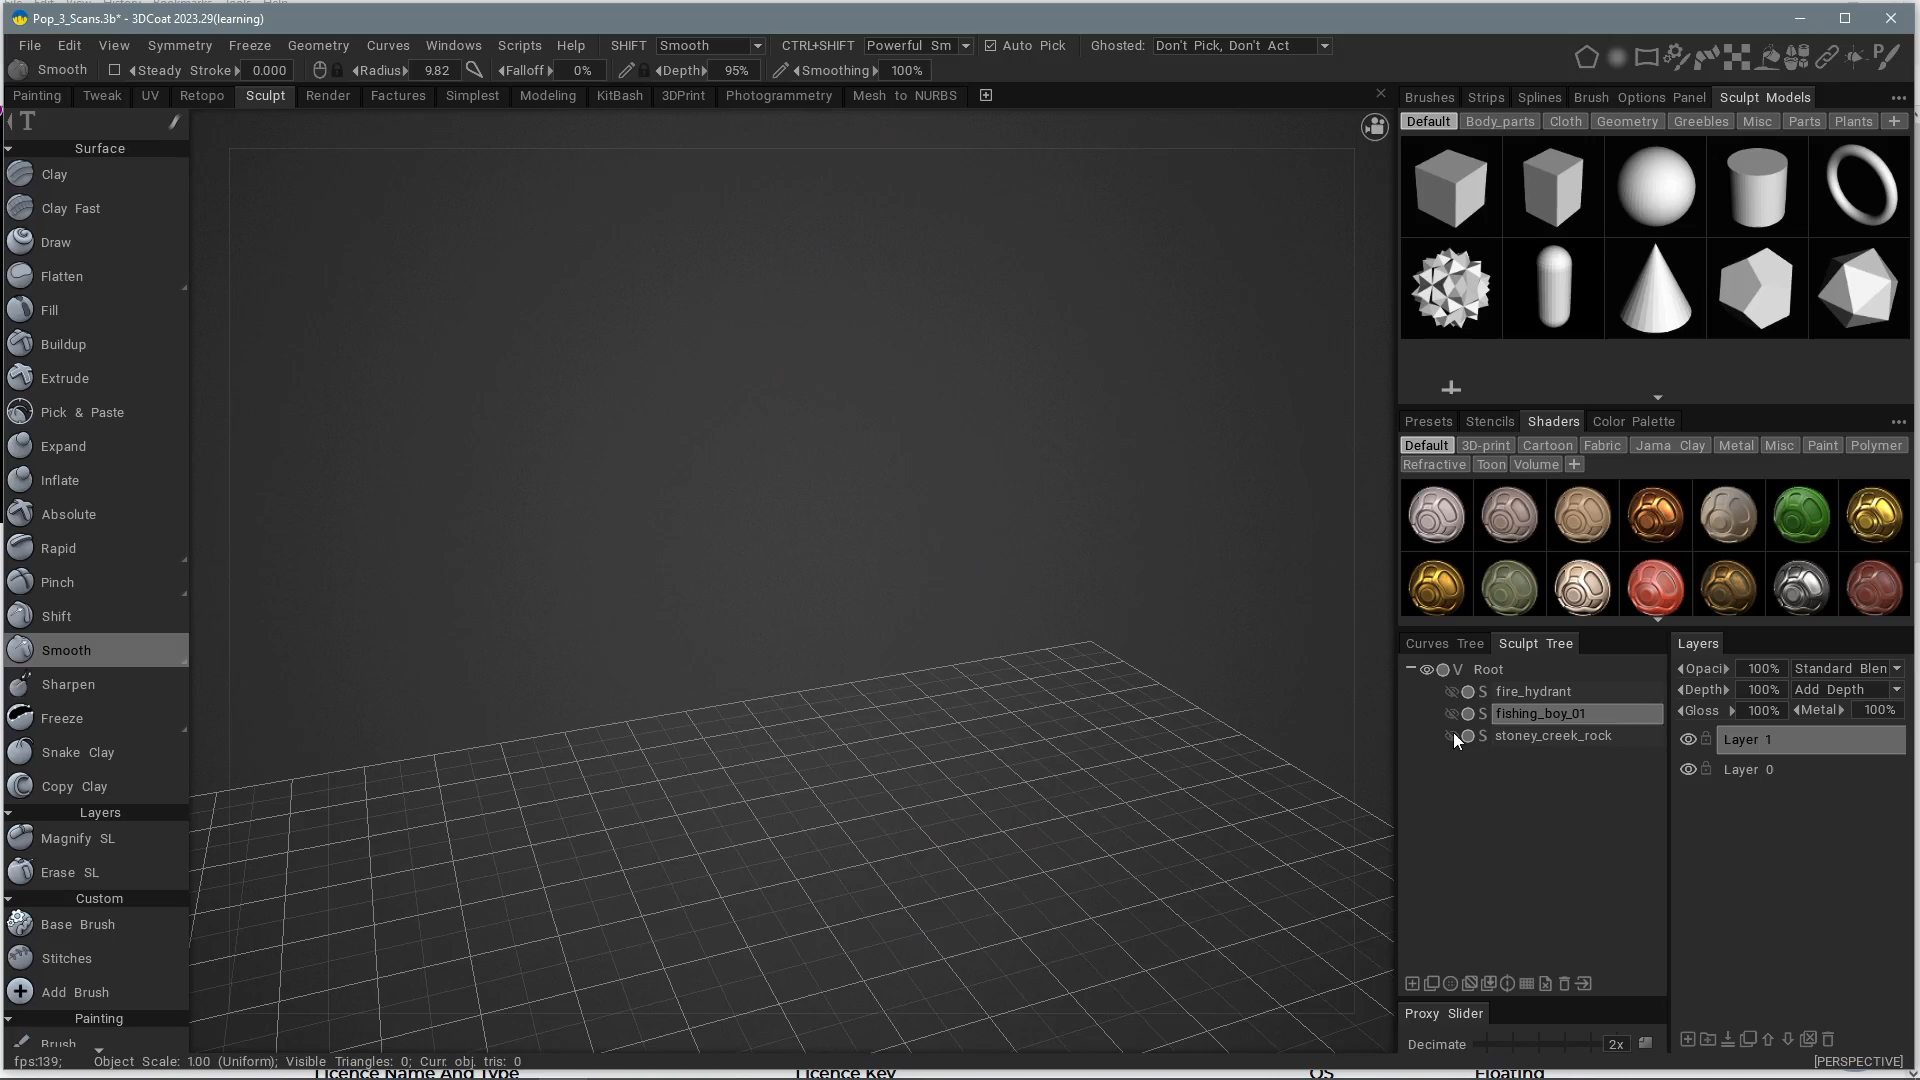 Pop_3_Scans.3b* - 3DCoat 2023.29(learning)
File Edit View Symmetry Freeze Geometry Curves Windows Scripts Help SHIFT Smooth CTRL+SHIFT Powerful Sm Auto Pick Ghosted: Don't Pick, Don't Act
Smooth Steady Stroke 0.000 Radius 9.82 Falloff 0% Depth 95% Smoothing 100%
Painting Tweak UV Retopo Sculpt Render Factures Simplest Modeling KitBash 3DPrint Photogrammetry Mesh to NURBS
T
Surface
Clay
Clay Fast
Draw
Flatten
Fill
Buildup
Extrude
Pick & Paste
Expand
Inflate
Absolute
Rapid
Pinch
Shift
Smooth
Sharpen
Freeze
Snake Clay
Copy Clay
Layers
Magnify SL
Erase SL
Custom
Base Brush
Stitches
Add Brush
Painting
Brush
Brushes Strips Splines Brush Options Panel Sculpt Models
Default Body_parts Cloth Geometry Greebles Misc Parts Plants
Presets Stencils Shaders Color Palette
Default 3D-print Cartoon Fabric Jama Clay Metal Misc Paint Polymer
Refractive Toon Volume
Curves Tree Sculpt Tree
V Root
S fire_hydrant
S fishing_boy_01
S stoney_creek_rock
Layers
Opaci 100% Standard Blen
Depth 100% Add Depth
Gloss 100% Metal 100%
Layer 1
Layer 0
Proxy Slider
Decimate 2x
fps:139; Object Scale: 1.00 (Uniform); Visible Triangles: 0; Curr. obj. tris: 0
[PERSPECTIVE]
Licence Name And Type Licence Key OS Floating